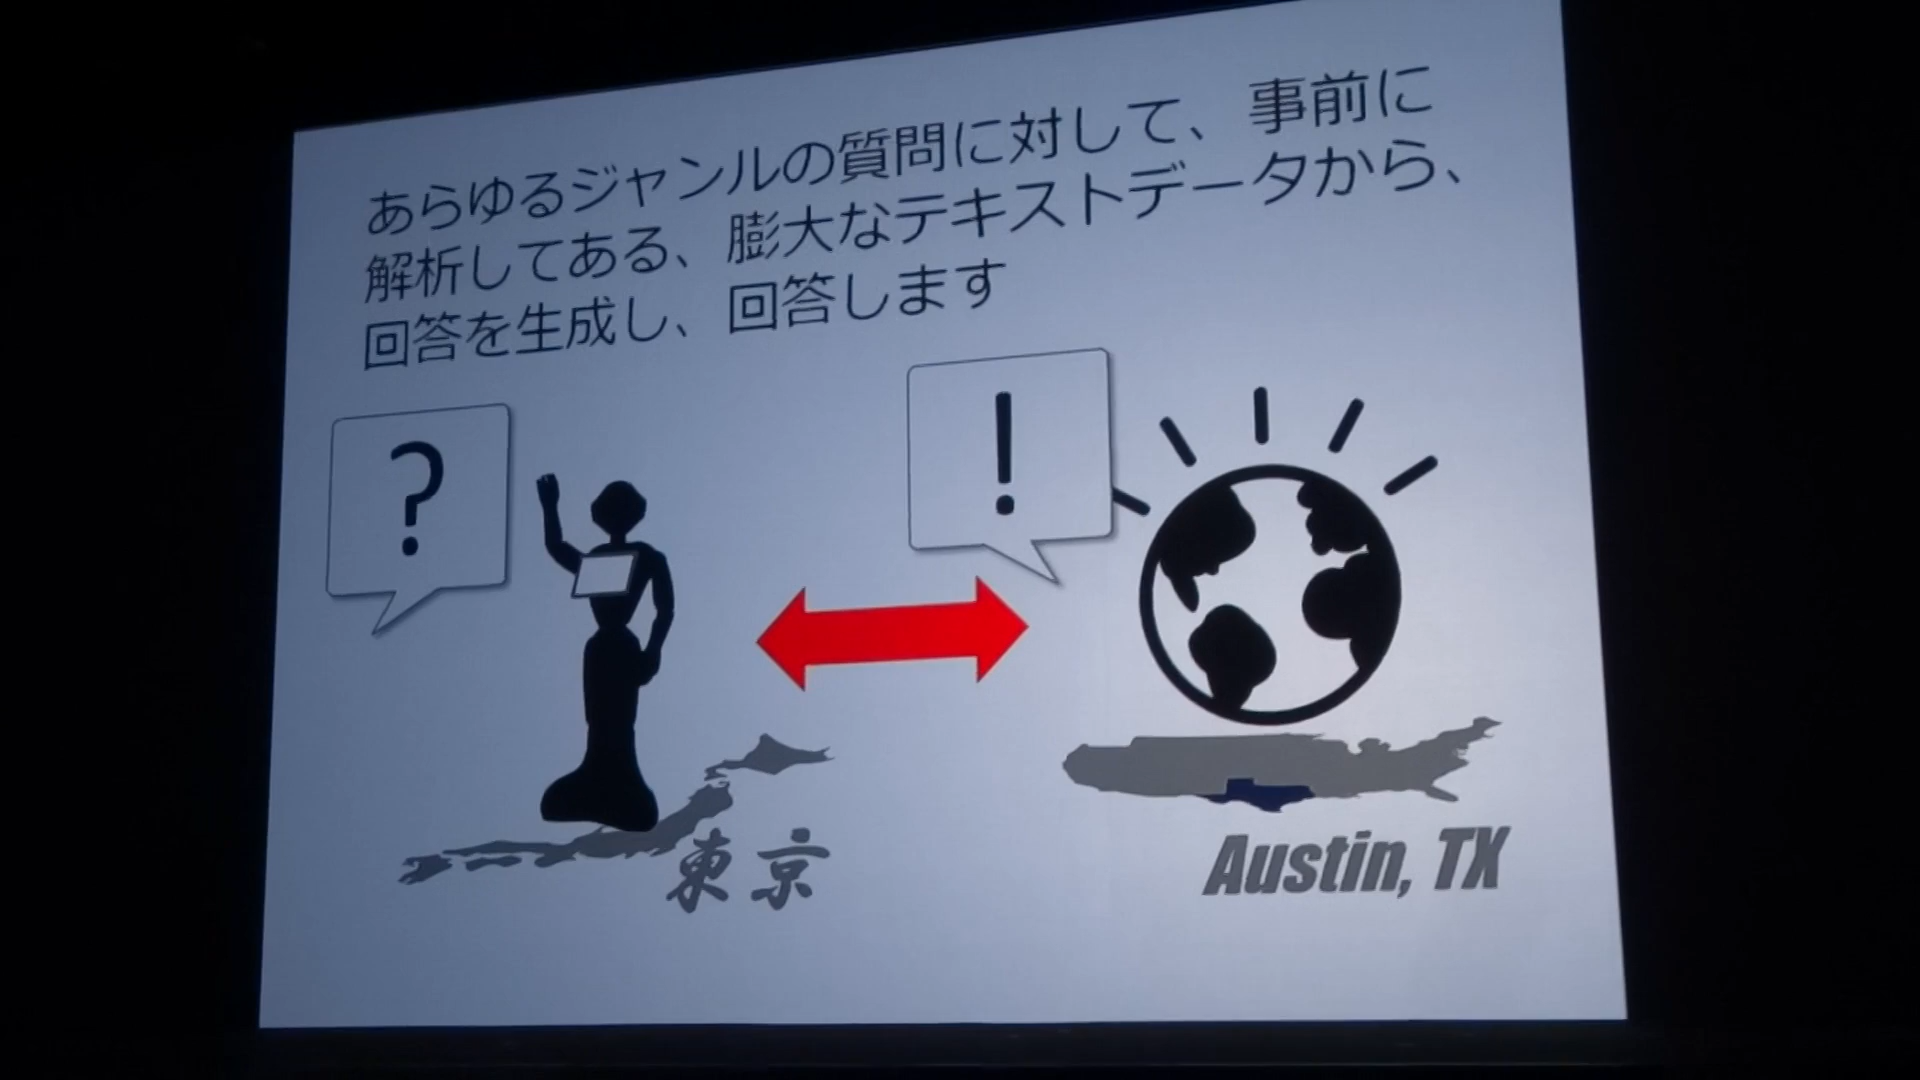 あらゆるジャンルの質問に対して、事前に
解析してある、膨大なテキストデータから、
回答を生成し、回答します
?
!
東京
Austin, TX